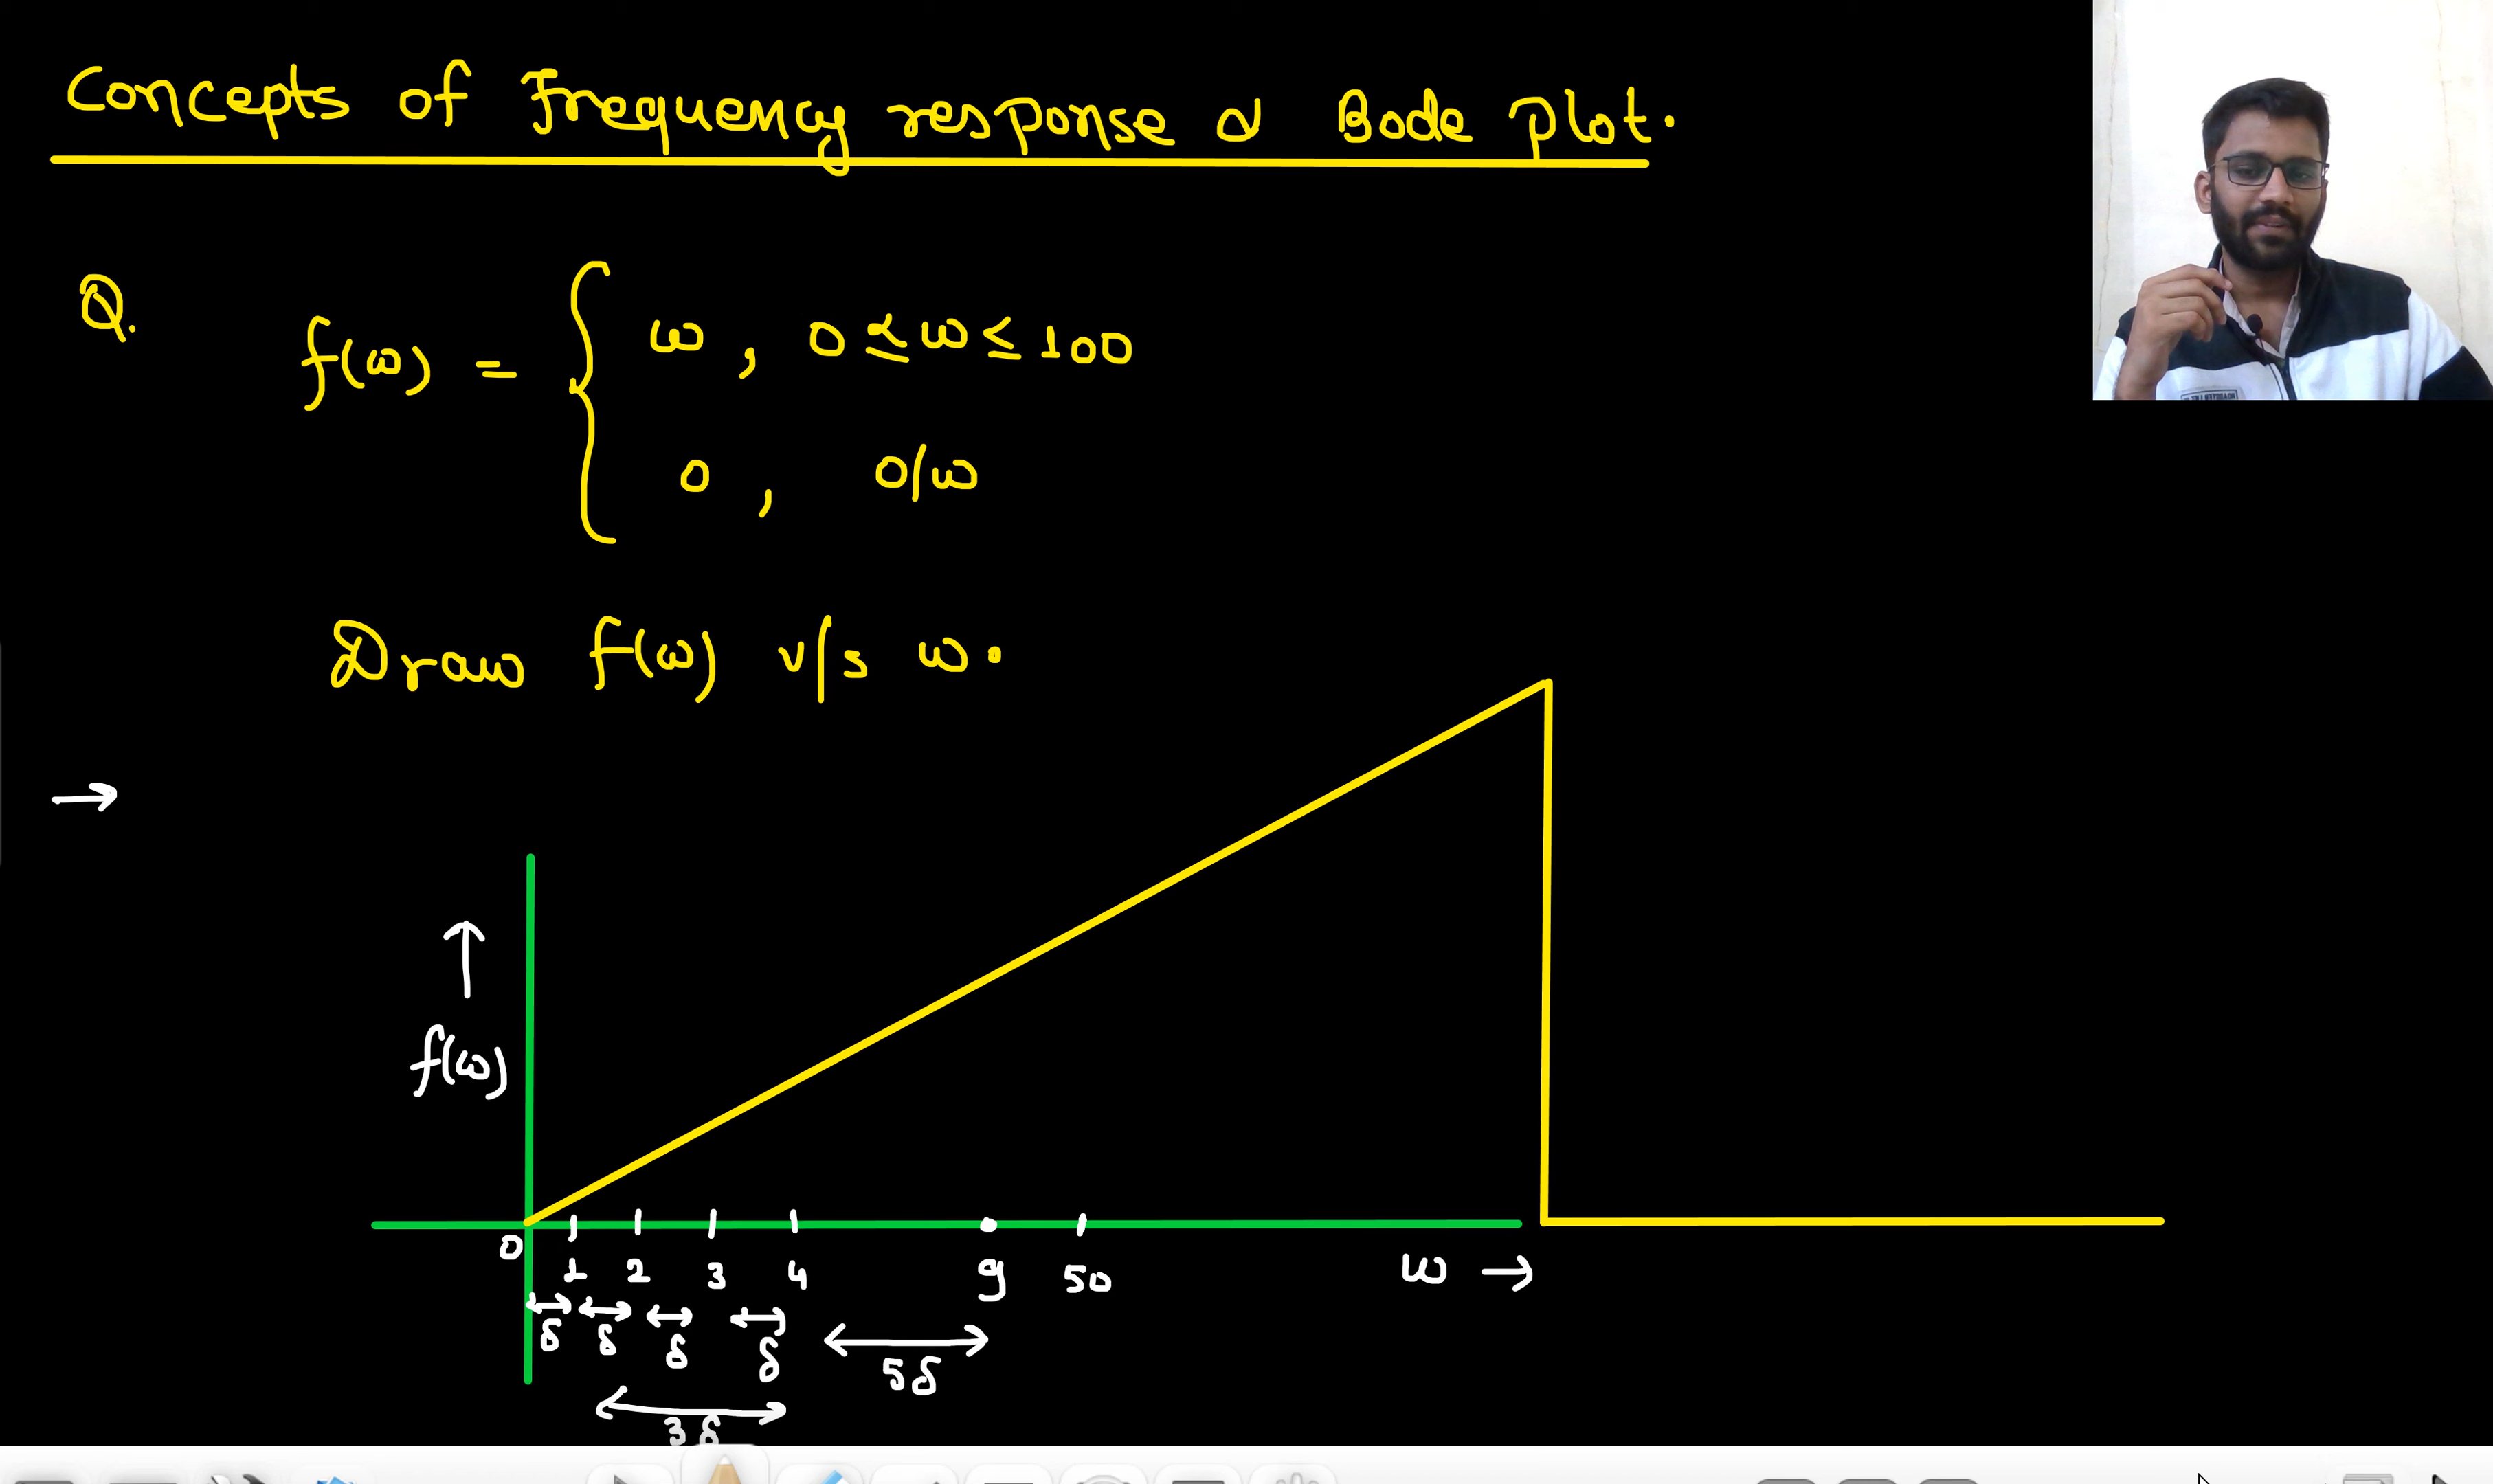 Concepts of Frequency response & Bode plot.
Q. f(ω) = { ω , 0 ≤ ω ≤ 100
0 , 0/ω
Draw f(ω) v/s ω.
→
↑
f(ω)
0 1 2 3 4 9 50 ω →
δ δ δ δ 5δ
3δ